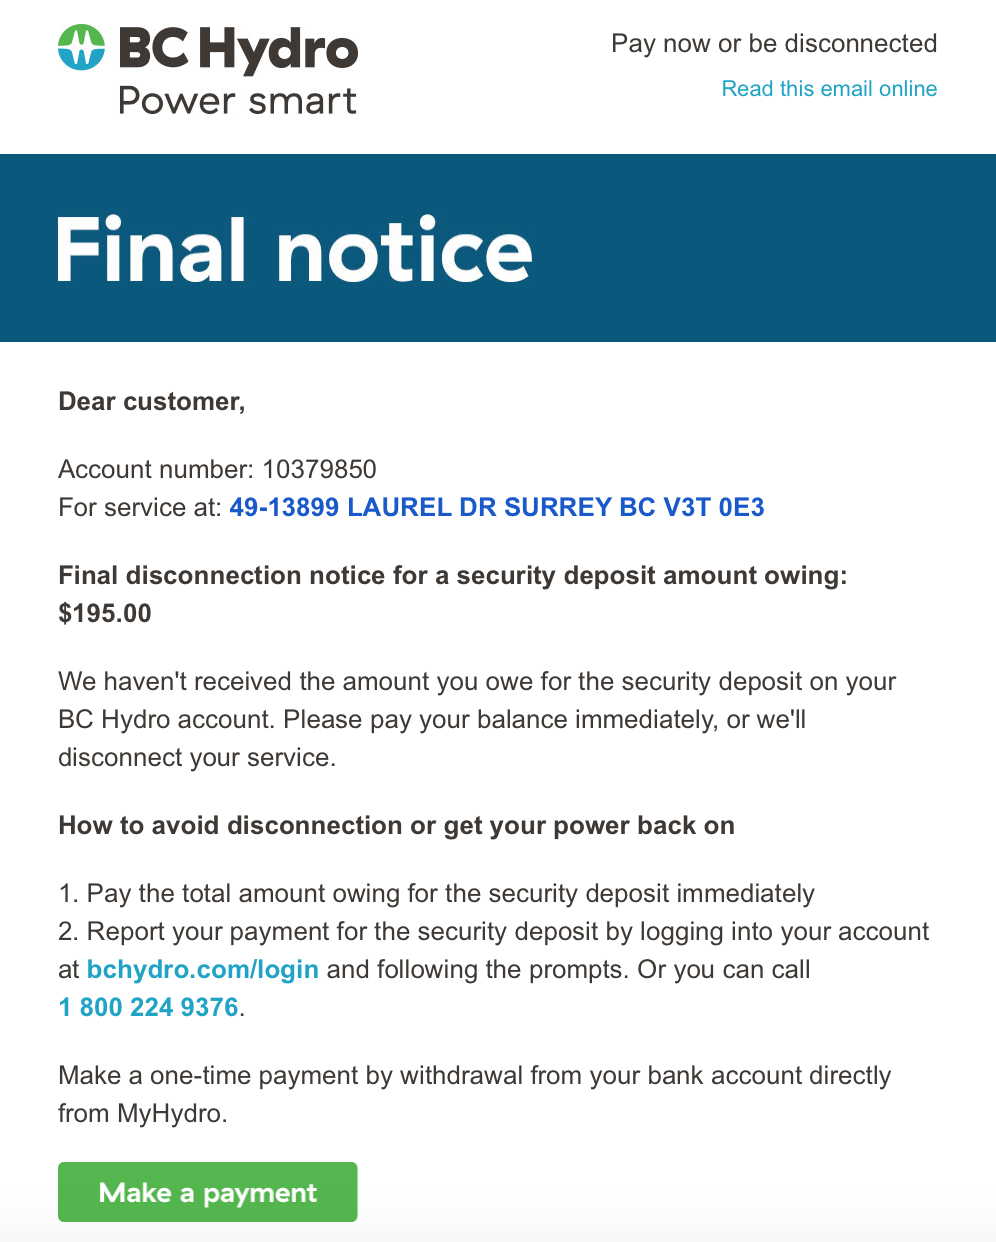 BC Hydro
Power smart
Pay now or be disconnected
Read this email online
Final notice
Dear customer,
Account number: 10379850
For service at: 49-13899 LAUREL DR SURREY BC V3T 0E3
Final disconnection notice for a security deposit amount owing:
$195.00
We haven't received the amount you owe for the security deposit on your
BC Hydro account. Please pay your balance immediately, or we'll
disconnect your service.
How to avoid disconnection or get your power back on
1. Pay the total amount owing for the security deposit immediately
2. Report your payment for the security deposit by logging into your account
at bchydro.com/login and following the prompts. Or you can call
1 800 224 9376.
Make a one-time payment by withdrawal from your bank account directly
from MyHydro.
Make a payment